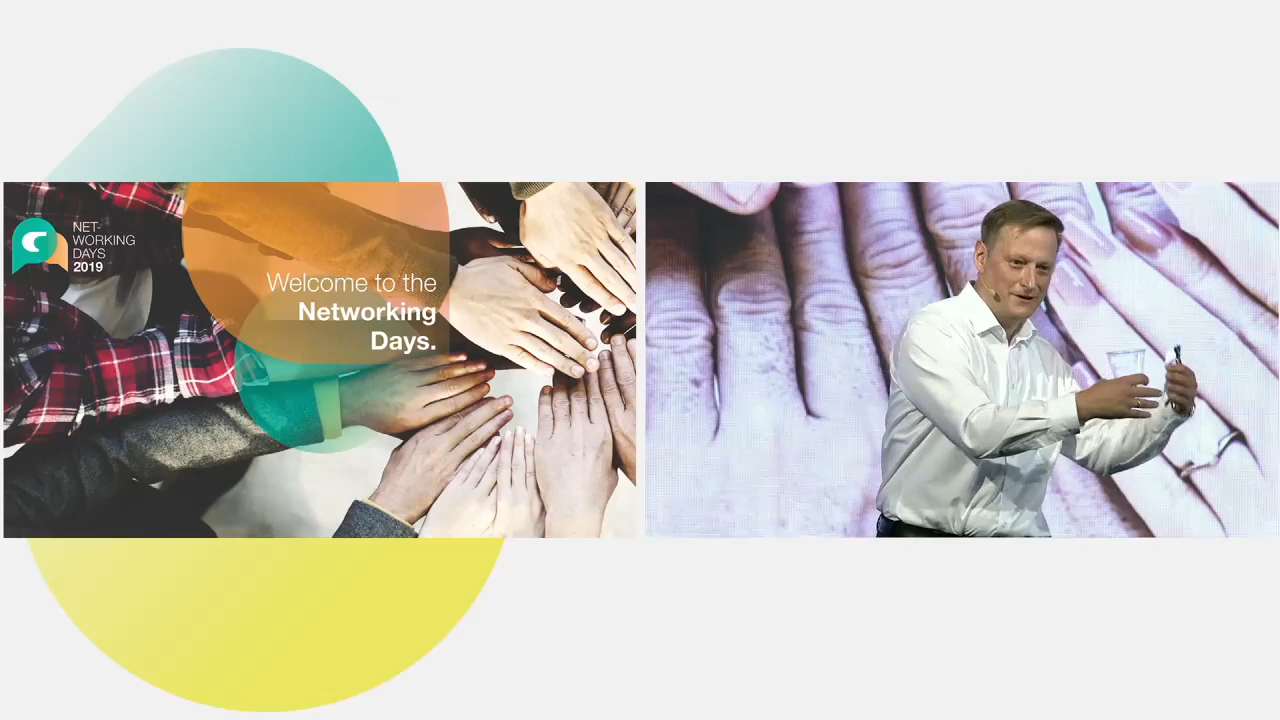 NET-
WORKING
DAYS
2019
Welcome to the
Networking
Days.